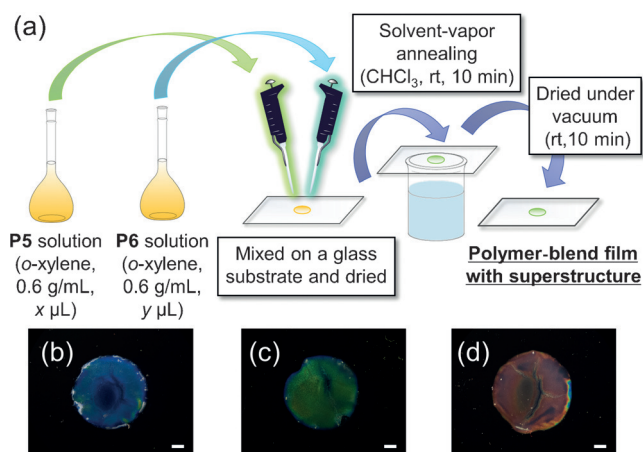 (a)
Solvent-vapor
annealing
(CHCl3, rt, 10 min)
Dried under
vacuum
(rt,10 min)
P5 solution
(o-xylene,
0.6 g/mL,
x μL)
P6 solution
(o-xylene,
0.6 g/mL,
y μL)
Mixed on a glass
substrate and dried
Polymer-blend film
with superstructure
(b)
(c)
(d)